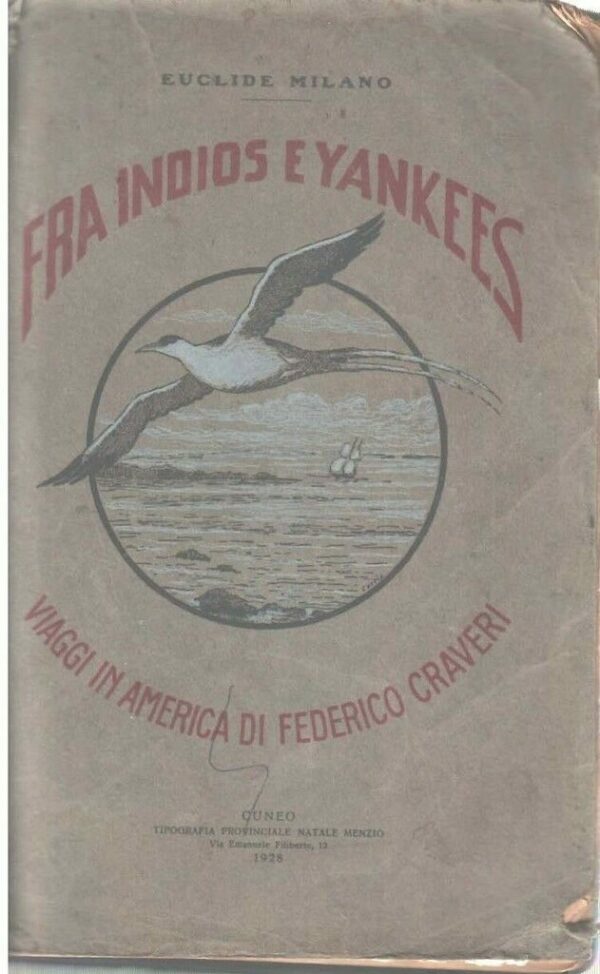 EUCLIDE MILANO
FRA INDIOS E YANKEES
VIAGGI IN AMERICA DI FEDERICO CRAVERI
CUNEO
TIPOGRAFIA PROVINCIALE NATALE MENZIO
Via Emanuele Filiberto, 13
1928